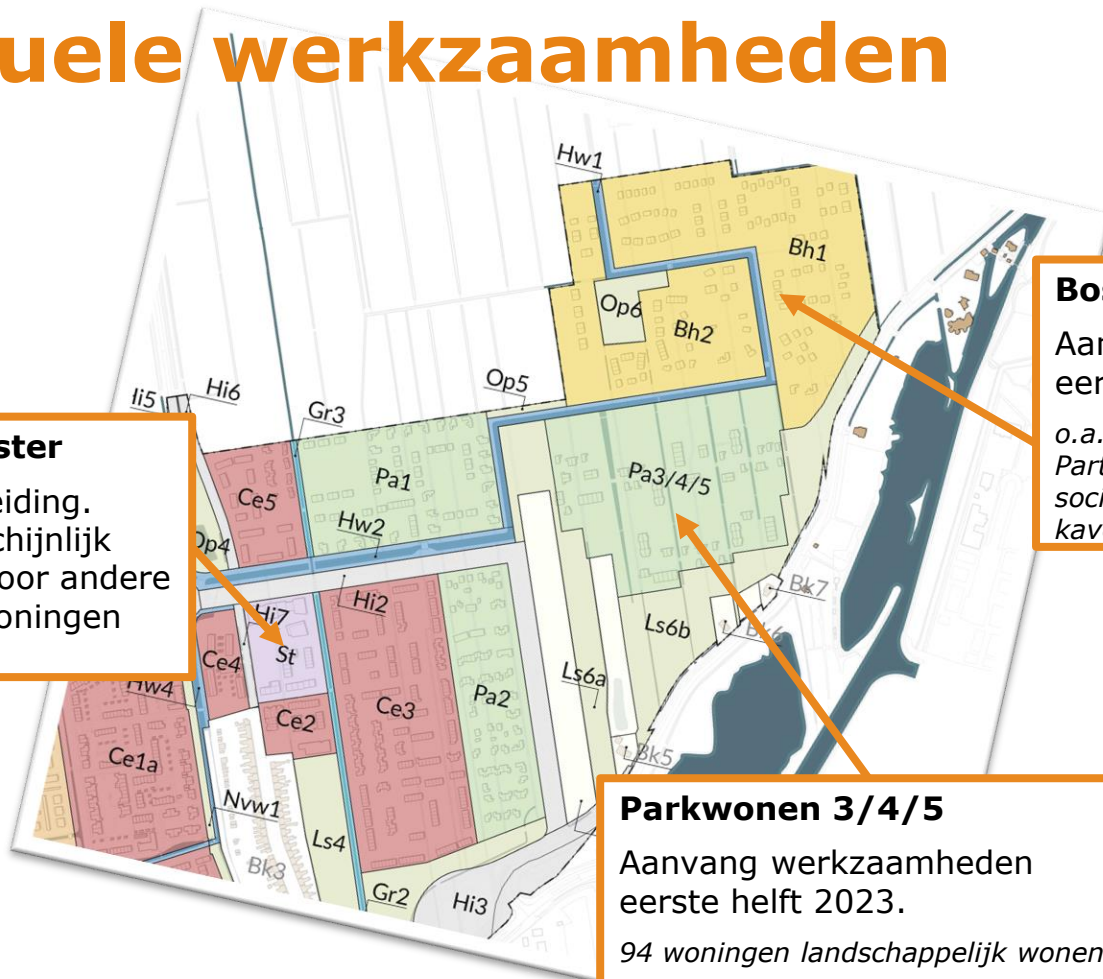 uele werkzaamheden
Hw1
Bh1
Op6
Bh2
Op5
Hi5
Hi6
Gr3
Pa1
Ce5
Hw2
Op4
Pa3/4/5
Bk7
Bk6
Hi2
Hi7
St
Ls6b
Ce4
Hw4
Ce2
Ce3
Pa2
Ls6a
Ce1a
Bk5
Nvw1
Ls4
Bk3
Gr2
Hi3
ster
eiding.
chijnlijk
oor andere
oningen
Bos
Aan
eer
o.a.
Part
soci
kav
Parkwonen 3/4/5
Aanvang werkzaamheden
eerste helft 2023.
94 woningen landschappelijk wonen